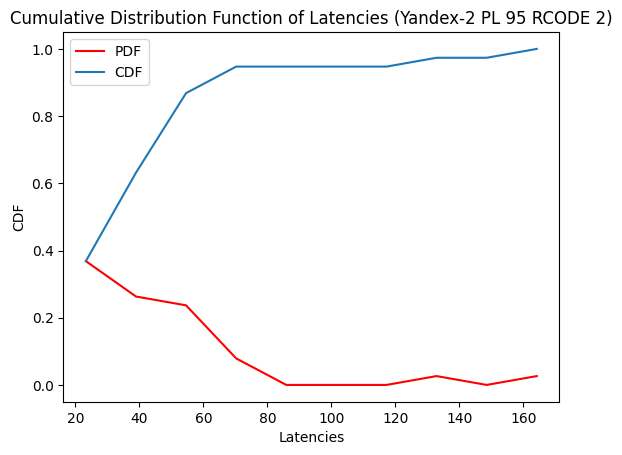 Cumulative Distribution Function of Latencies (Yandex-2 PL 95 RCODE 2)
PDF
CDF
1.0
0.8
0.6
0.4
0.2
0.0
CDF
20 40 60 80 100 120 140 160
Latencies